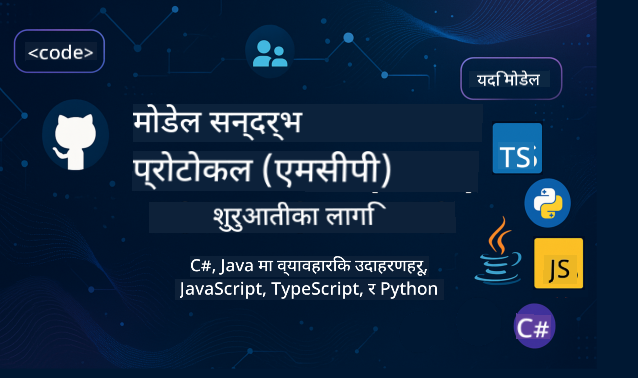 <code>
यदि मोडेल
मोडेल सन्दर्भ
प्रोटोकल (एमसीपी)
शुरुआतीका लागि
C#, Java मा व्यावहारिक उदाहरणहरू,
JavaScript, TypeScript, र Python
TS
JS
C#